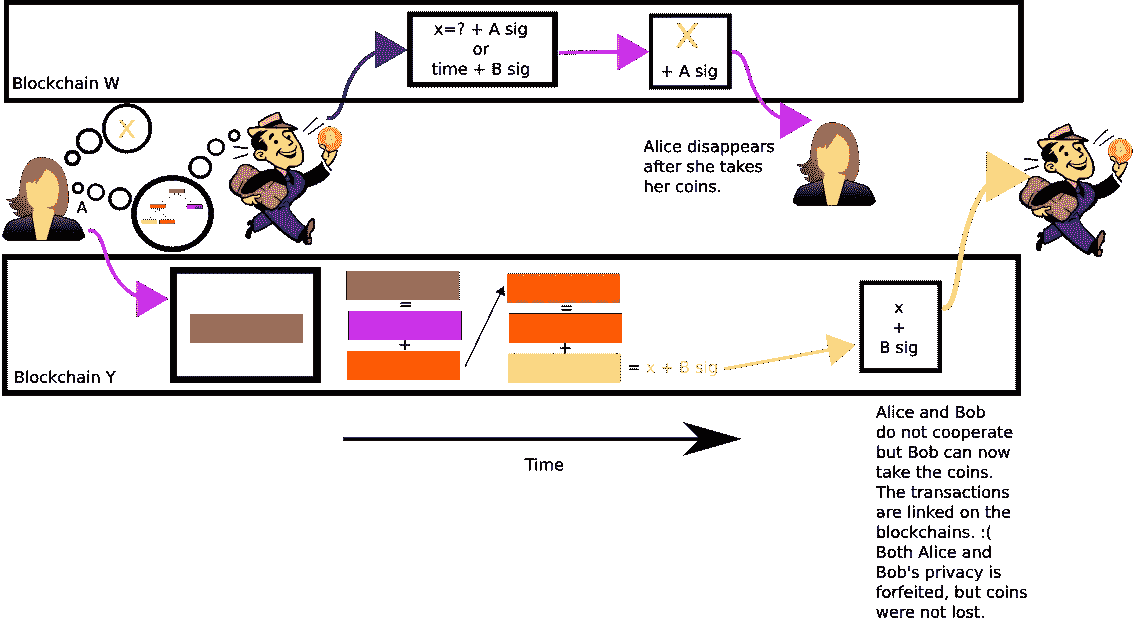 x=? + A sig
or
time + B sig
X
+ A sig
Blockchain W
X
A
Alice disappears
after she takes
her coins.
=
+
=
+
= x + B sig
x
+
B sig
Blockchain Y
Time
Alice and Bob
do not cooperate
but Bob can now
take the coins.
The transactions
are linked on the
blockchains. :(
Both Alice and
Bob's privacy is
forfeited, but coins
were not lost.